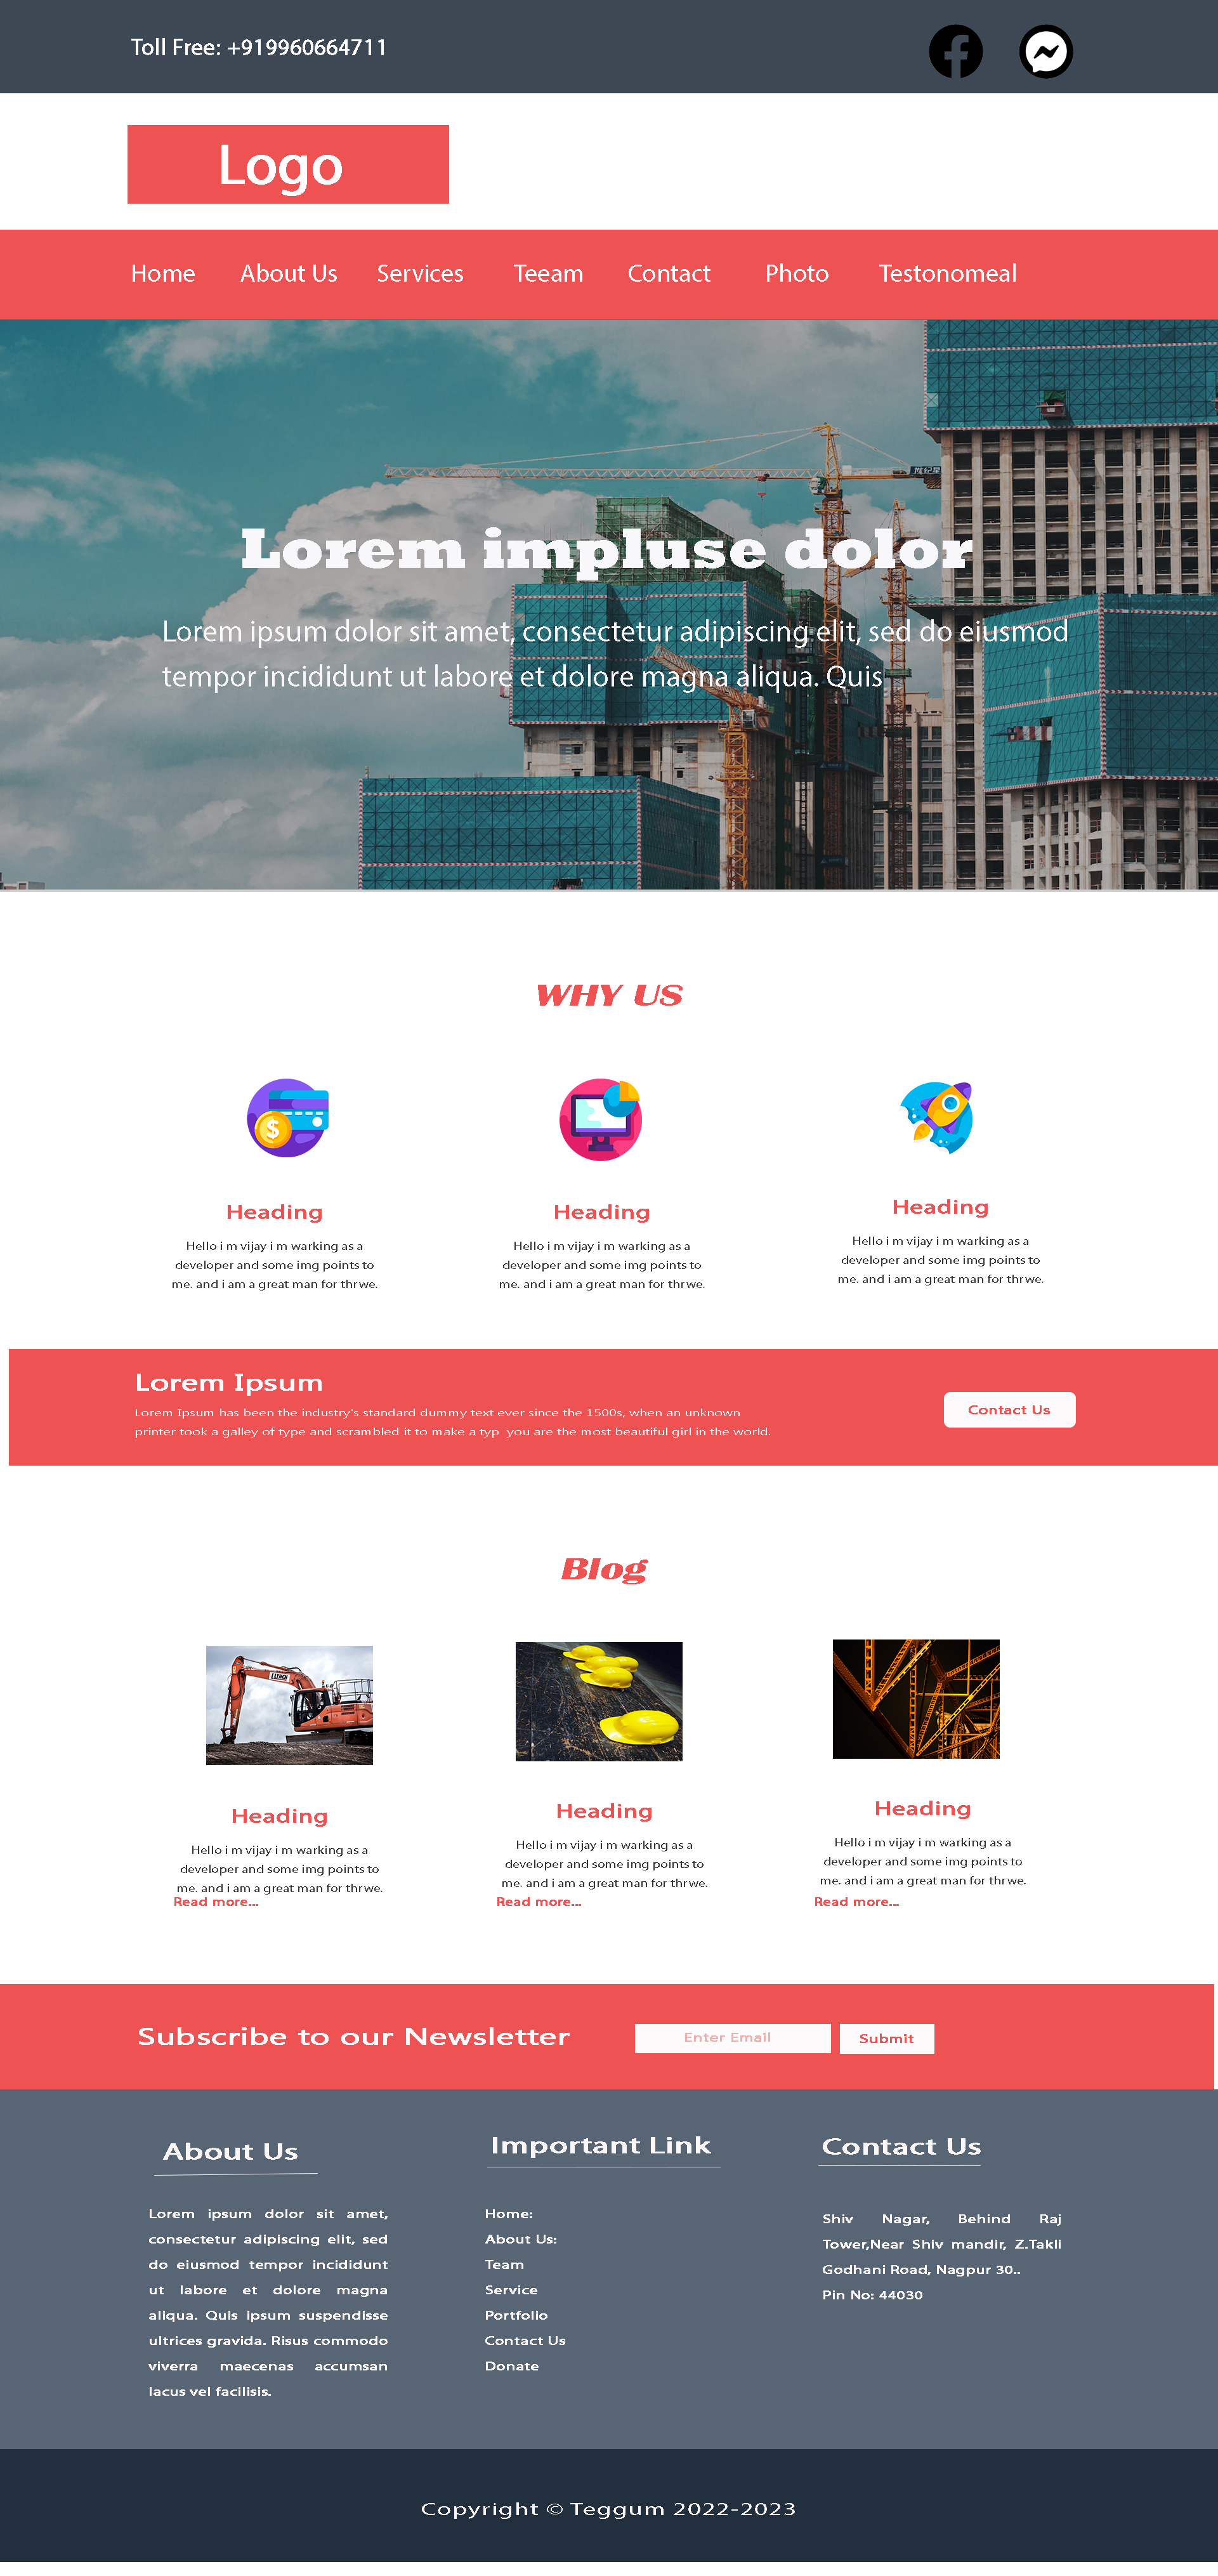 Toll Free: +919960664711
Logo
Home About Us Services Teeam Contact Photo Testonomeal
Lorem impluse dolor
Lorem ipsum dolor sit amet, consectetur adipiscing elit, sed do eiusmod
tempor incididunt ut labore et dolore magna aliqua. Quis
WHY US
Heading
Hello i m vijay i m warking as a
developer and some img points to
me. and i am a great man for thr we.
Heading
Hello i m vijay i m warking as a
developer and some img points to
me. and i am a great man for thr we.
Heading
Hello i m vijay i m warking as a
developer and some img points to
me. and i am a great man for thr we.
Lorem Ipsum
Lorem Ipsum has been the industry's standard dummy text ever since the 1500s, when an unknown
printer took a galley of type and scrambled it to make a typ you are the most beautiful girl in the world.
Contact Us
Blog
Heading
Hello i m vijay i m warking as a
developer and some img points to
me. and i am a great man for thr we.
Read more...
Heading
Hello i m vijay i m warking as a
developer and some img points to
me. and i am a great man for thr we.
Read more...
Heading
Hello i m vijay i m warking as a
developer and some img points to
me. and i am a great man for thr we.
Read more...
Subscribe to our Newsletter
Enter Email
Submit
About Us
Lorem ipsum dolor sit amet,
consectetur adipiscing elit, sed
do eiusmod tempor incididunt
ut labore et dolore magna
aliqua. Quis ipsum suspendisse
ultrices gravida. Risus commodo
viverra maecenas accumsan
lacus vel facilisis.
Important Link
Home:
About Us:
Team
Service
Portfolio
Contact Us
Donate
Contact Us
Shiv Nagar, Behind Raj
Tower,Near Shiv mandir, Z.Takli
Godhani Road, Nagpur 30..
Pin No: 44030
Copyright © Teggum 2022-2023